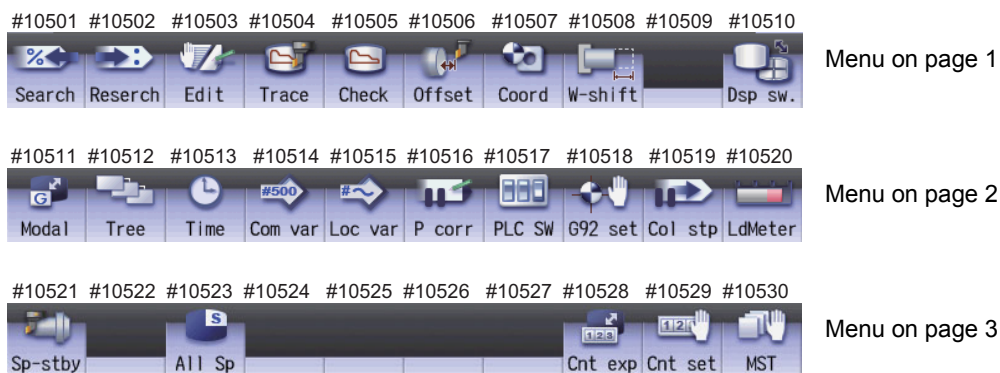 #10501 #10502 #10503 #10504 #10505 #10506 #10507 #10508 #10509 #10510
% :
Search Reserch Edit Trace Check Offset Coord W-shift Dsp sw.
Menu on page 1
#10511 #10512 #10513 #10514 #10515 #10516 #10517 #10518 #10519 #10520
G #500 #
Modal Tree Time Com var Loc var P corr PLC SW G92 set Col stp LdMeter
Menu on page 2
#10521 #10522 #10523 #10524 #10525 #10526 #10527 #10528 #10529 #10530
S 123 12
Sp-stby All Sp Cnt exp Cnt set MST
Menu on page 3